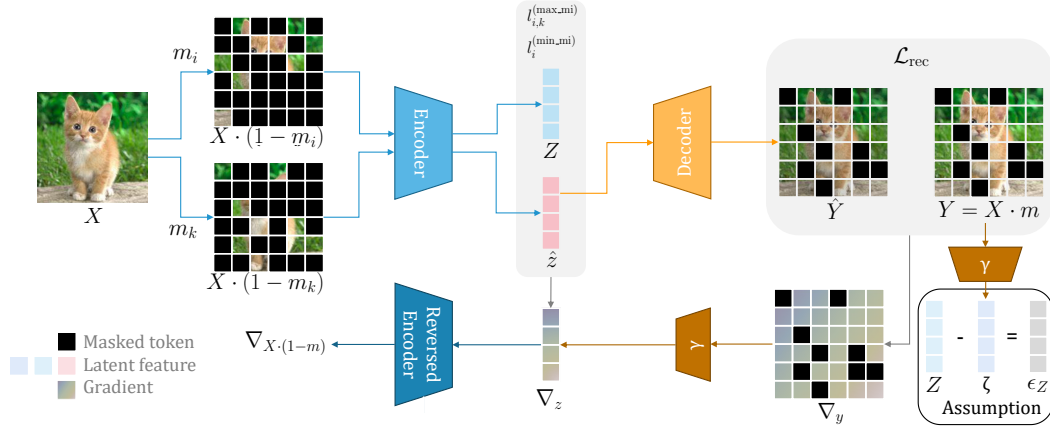 l_{i,k}^{(max_mi)}
l_i^{(min_mi)}
m_i
X · (1 − m_i)
Encoder
Z
Decoder
ℒ_rec
X
m_k
X · (1 − m_k)
ẑ
Ŷ
Y = X · m
γ
Masked token
Latent feature
Gradient
∇_{X·(1−m)}
Reversed
Encoder
∇_z
γ
∇_y
Z - ζ = ϵ_Z
Assumption